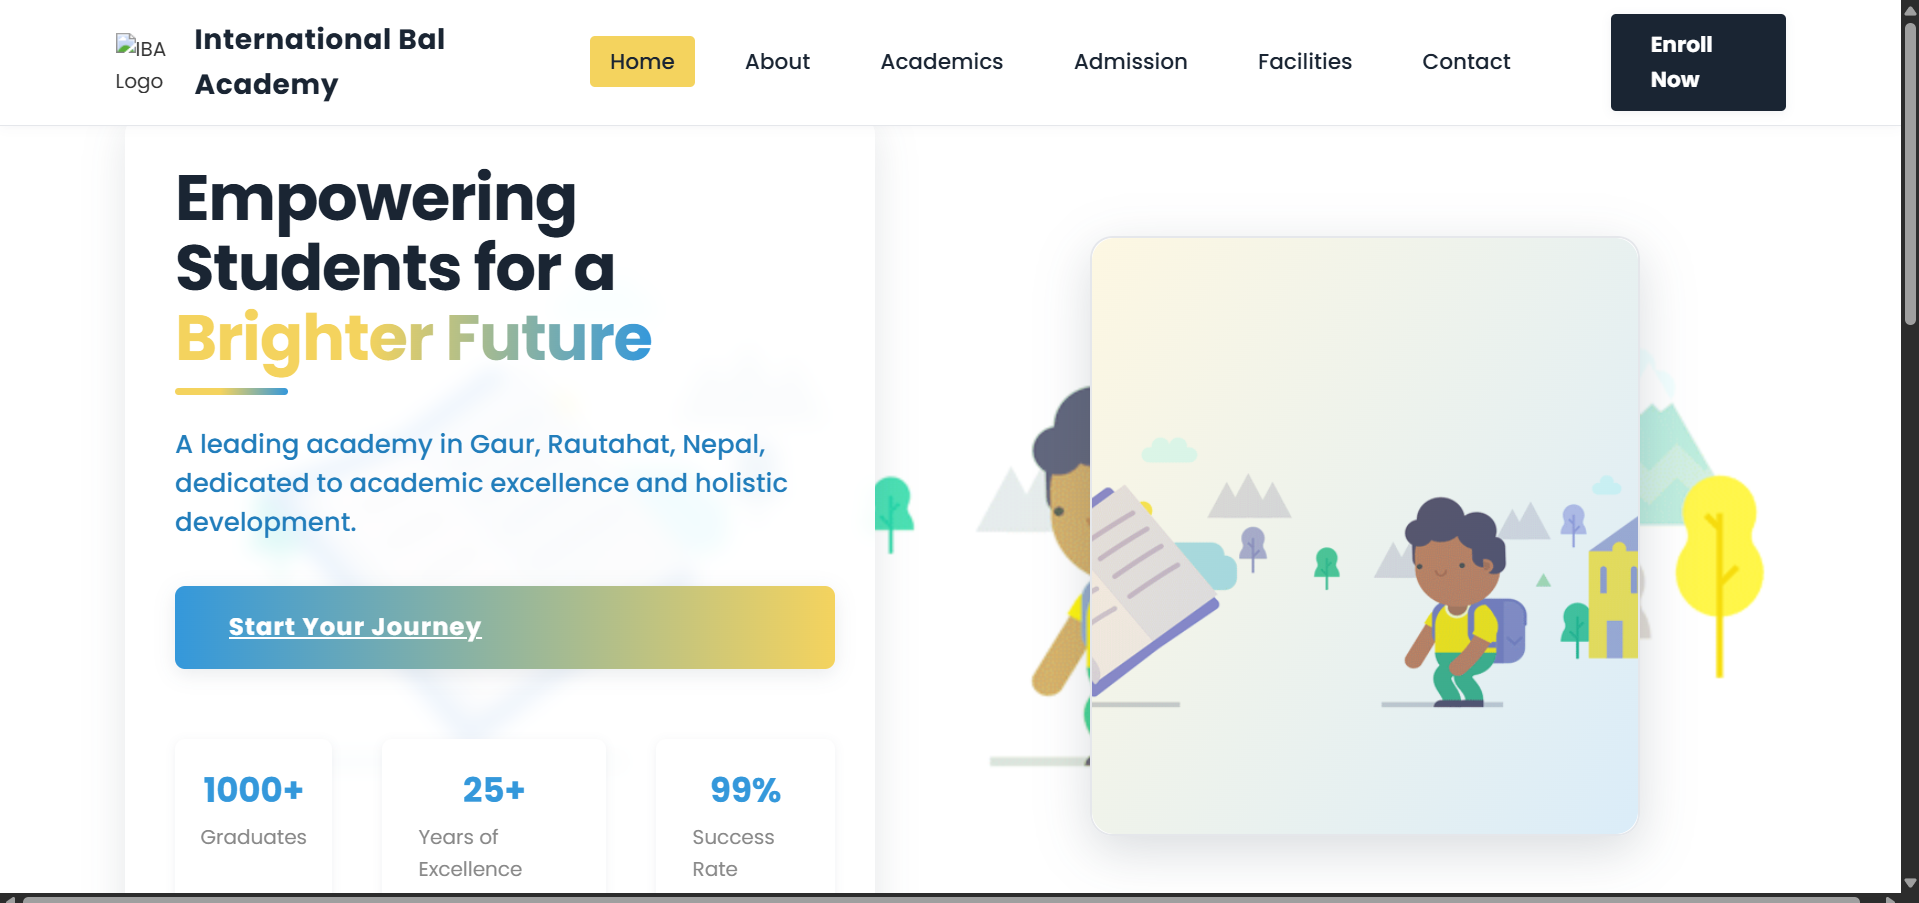 IBA
Logo
International Bal
Academy
Home
About
Academics
Admission
Facilities
Contact
Enroll
Now
Empowering
Students for a
Brighter Future
A leading academy in Gaur, Rautahat, Nepal,
dedicated to academic excellence and holistic
development.
Start Your Journey
1000+
Graduates
25+
Years of
Excellence
99%
Success
Rate